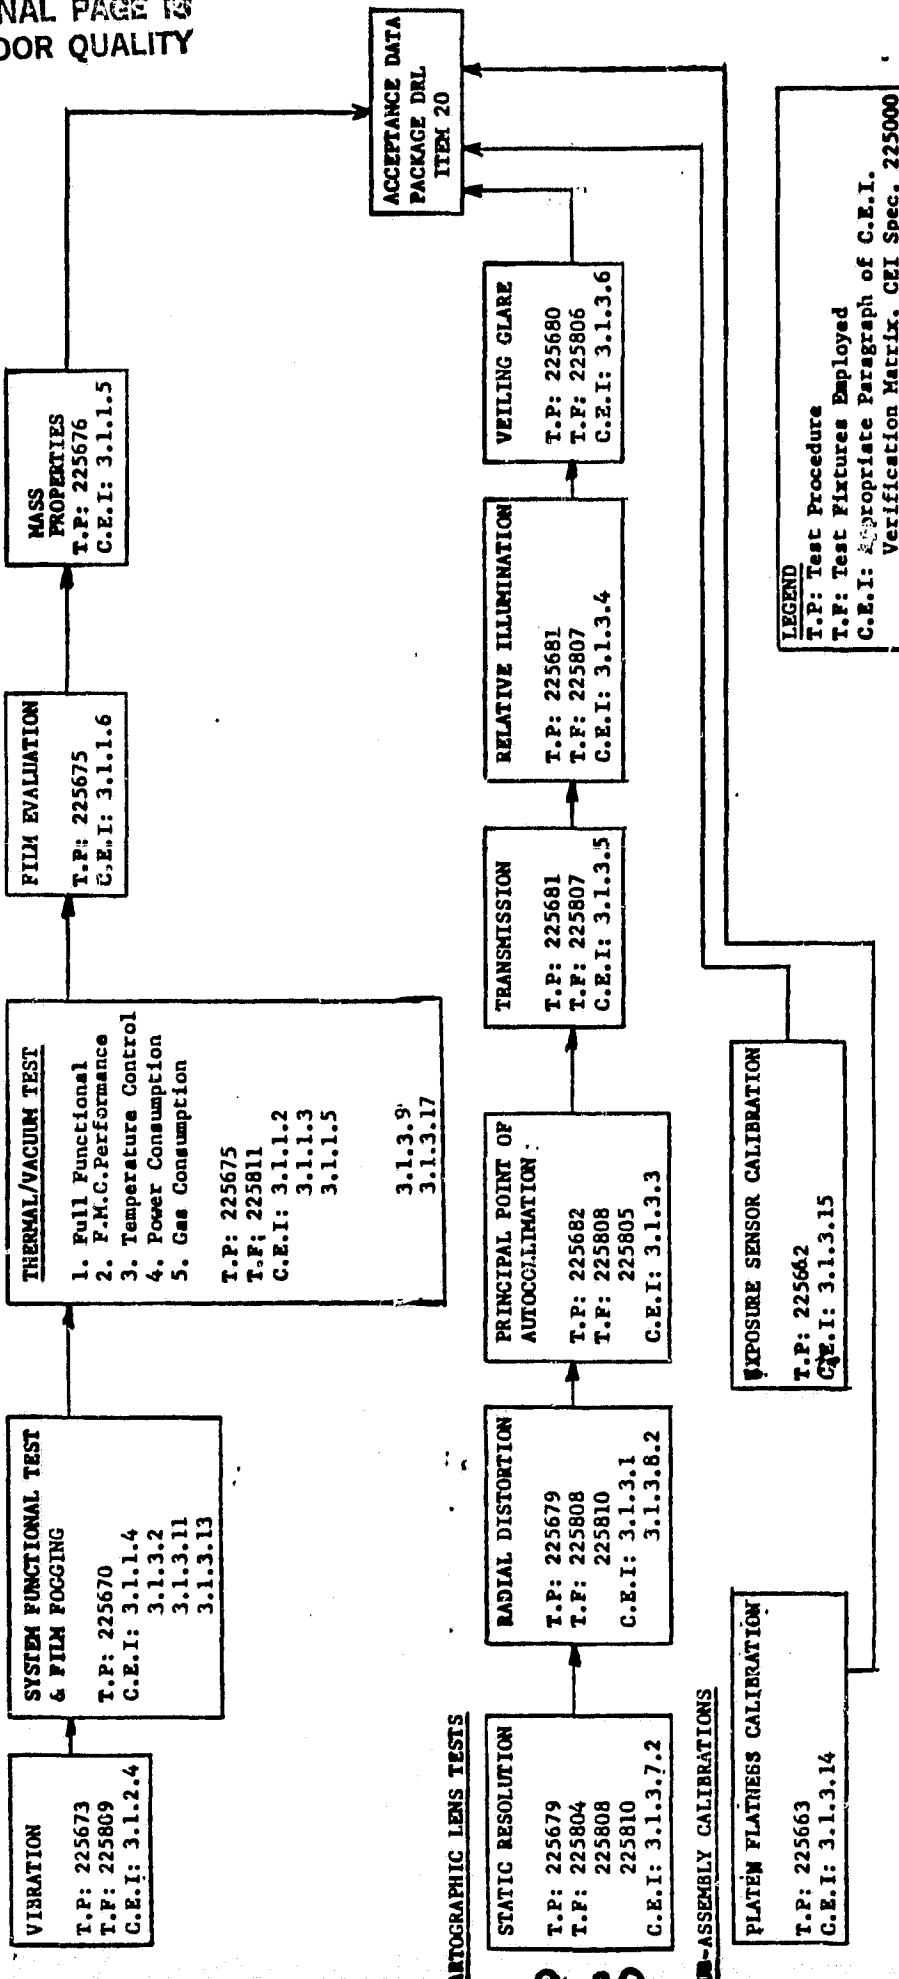 NAL PAGE IS
OOR QUALITY
VIBRATION
T.P: 225673
T.F: 225809
C.E.I: 3.1.2.4
SYSTEM FUNCTIONAL TEST
& FILM FOGGING
T.P: 225670
C.E.I: 3.1.1.4
3.1.3.2
3.1.3.11
3.1.3.13
THERMAL/VACUUM TEST
1. Full Functional
2. F.M.C.Performance
3. Temperature Control
4. Power Consumption
5. Gas Consumption
T.P: 225675
T.F: 225811
C.E.I: 3.1.1.2
3.1.1.3
3.1.1.5
3.1.3.9
3.1.3.17
FILM EVALUATION
T.P: 225675
C.E.I: 3.1.1.6
MASS
PROPERTIES
T.P: 225676
C.E.I: 3.1.1.5
ACCEPTANCE DATA
PACKAGE DRL
ITEM 20
ARTOGRAPHIC LENS TESTS
STATIC RESOLUTION
T.P: 225679
T.F: 225804
225808
225810
C.E.I: 3.1.3.7.2
RADIAL DISTORTION
T.P: 225679
T.F: 225808
225810
C.E.I: 3.1.3.1
3.1.3.8.2
PRINCIPAL POINT OF
AUTOCOLLIMATION
T.P: 225682
T.F: 225808
225805
C.E.I: 3.1.3.3
TRANSMISSION
T.P: 225681
T.F: 225807
C.E.I: 3.1.3.5
RELATIVE ILLUMINATION
T.P: 225681
T.F: 225807
C.E.I: 3.1.3.4
VEILING GLARE
T.P: 225680
T.F: 225806
C.E.I: 3.1.3.6
UB-ASSEMBLY CALIBRATIONS
PLATEN FLATNESS CALIBRATION
T.P: 225663
C.E.I: 3.1.3.14
EXPOSURE SENSOR CALIBRATION
T.P: 225662
C.E.I: 3.1.3.15
LEGEND
T.P: Test Procedure
T.F: Test Fixtures Employed
C.E.I: Appropriate Paragraph of C.E.I.
Verification Matrix. CEI Spec. 225000